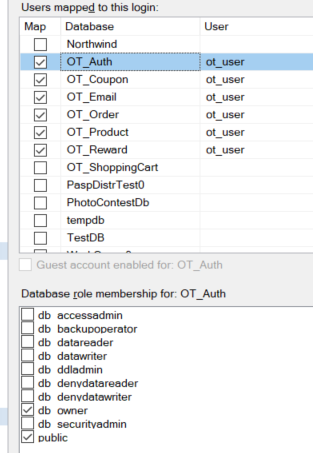 Users mapped to this login:
Map Database User
Northwind
OT_Auth ot_user
OT_Coupon ot_user
OT_Email ot_user
OT_Order ot_user
OT_Product ot_user
OT_Reward ot_user
OT_ShoppingCart
PaspDistrTest0
PhotoContestDb
tempdb
TestDB
Guest account enabled for: OT_Auth
Database role membership for: OT_Auth
db_accessadmin
db_backupoperator
db_datareader
db_datawriter
db_ddladmin
db_denydatareader
db_denydatawriter
db_owner
db_securityadmin
public